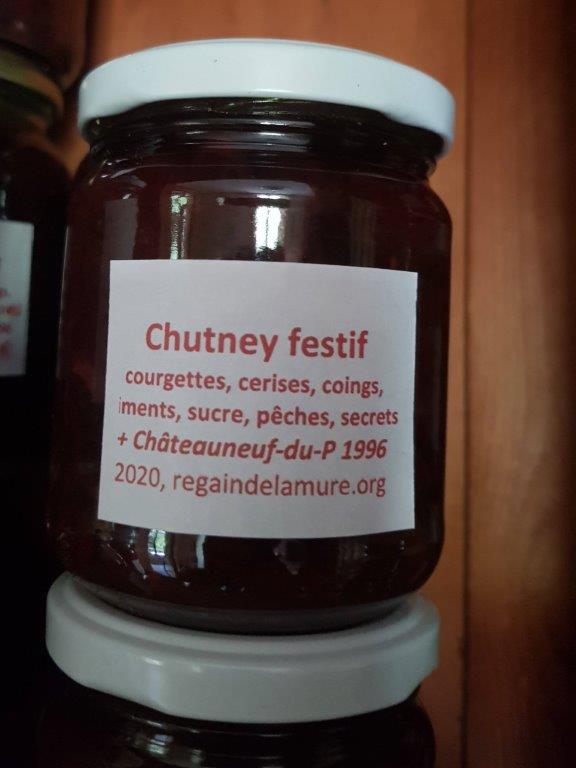 Chutney festif
courgettes, cerises, coings,
iments, sucre, pêches, secrets
+ Châteauneuf-du-P 1996
2020, regaindelamure.org